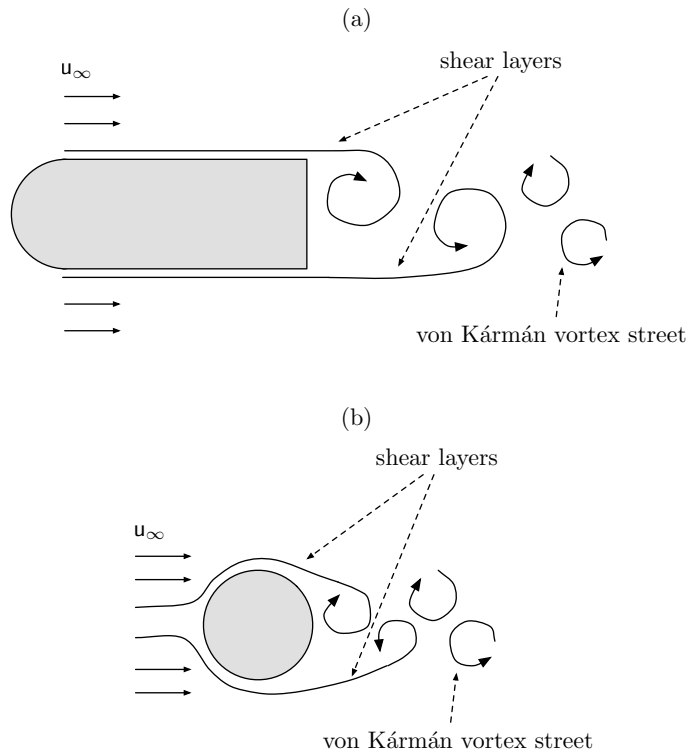 (a)
shear layers
u∞
von Kármán vortex street
(b)
shear layers
u∞
von Kármán vortex street